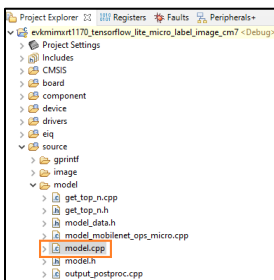 Project Explorer Registers Faults Peripherals+
evkmimxrt1170_tensorflow_lite_micro_label_image_cm7 <Debug>
Project Settings
Includes
CMSIS
board
component
device
drivers
eiq
source
gprintf
image
model
get_top_n.cpp
get_top_n.h
model_data.h
model_mobilenet_ops_micro.cpp
model.cpp
model.h
output_postproc.cpp